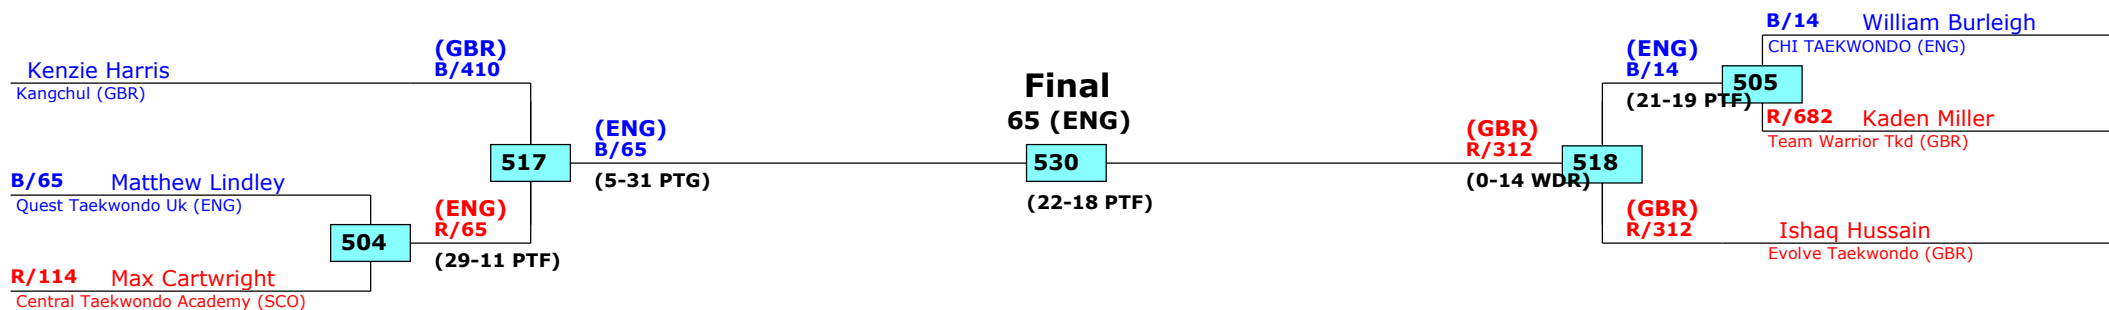 Kenzie Harris
Kangchul (GBR)
(GBR)
B/410
B/65 Matthew Lindley
Quest Taekwondo Uk (ENG)
504
R/114 Max Cartwright
Central Taekwondo Academy (SCO)
(ENG)
R/65
(29-11 PTF)
517
(ENG)
B/65
(5-31 PTG)
Final
65 (ENG)
530
(22-18 PTF)
(GBR)
R/312
(0-14 WDR)
518
(ENG)
B/14
(21-19 PTF)
505
B/14 William Burleigh
CHI TAEKWONDO (ENG)
R/682 Kaden Miller
Team Warrior Tkd (GBR)
(GBR)
R/312
Ishaq Hussain
Evolve Taekwondo (GBR)